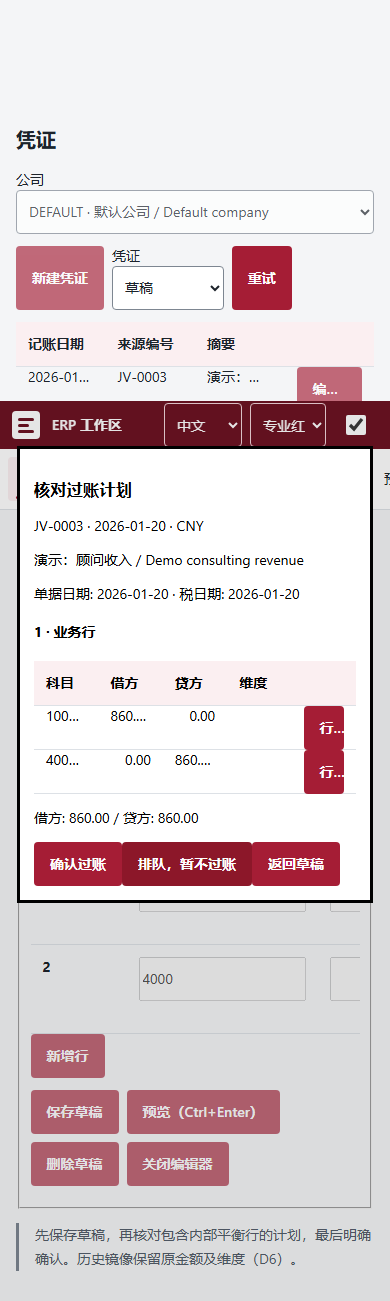 凭证
公司
DEFAULT · 默认公司 / Default company
新建凭证
凭证
草稿
重试
记账日期 来源编号 摘要
2026-01... JV-0003 演示：... 编...
ERP 工作区 中文 专业红
核对过账计划
JV-0003 · 2026-01-20 · CNY
演示：顾问收入 / Demo consulting revenue
单据日期: 2026-01-20 · 税日期: 2026-01-20
1 · 业务行
科目 借方 贷方 维度
100... 860.... 0.00 行...
400... 0.00 860.... 行...
借方: 860.00 / 贷方: 860.00
确认过账 排队，暂不过账 返回草稿
2 4000
新增行
保存草稿 预览（Ctrl+Enter）
删除草稿 关闭编辑器
先保存草稿，再核对包含内部平衡行的计划，最后明确
确认。历史镜像保留原金额及维度（D6）。